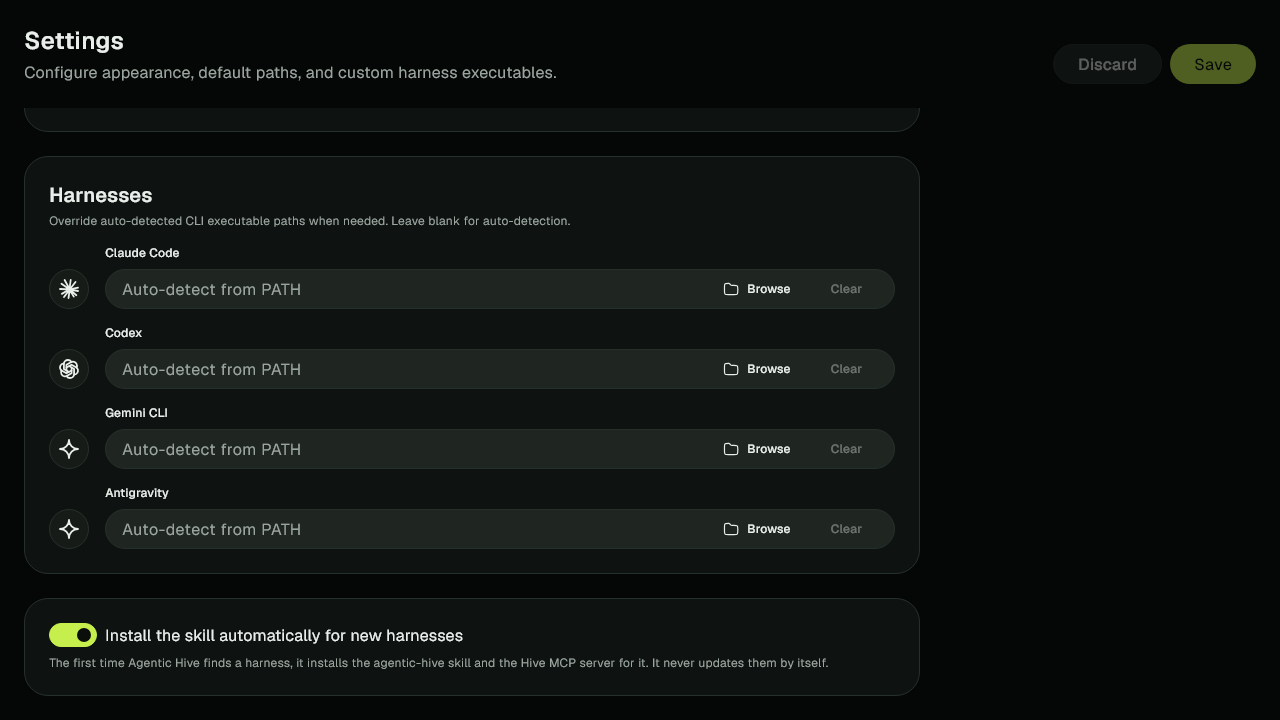 Settings
Configure appearance, default paths, and custom harness executables.
Discard
Save
Harnesses
Override auto-detected CLI executable paths when needed. Leave blank for auto-detection.
Claude Code
Auto-detect from PATH
Browse
Clear
Codex
Auto-detect from PATH
Browse
Clear
Gemini CLI
Auto-detect from PATH
Browse
Clear
Antigravity
Auto-detect from PATH
Browse
Clear
Install the skill automatically for new harnesses
The first time Agentic Hive finds a harness, it installs the agentic-hive skill and the Hive MCP server for it. It never updates them by itself.